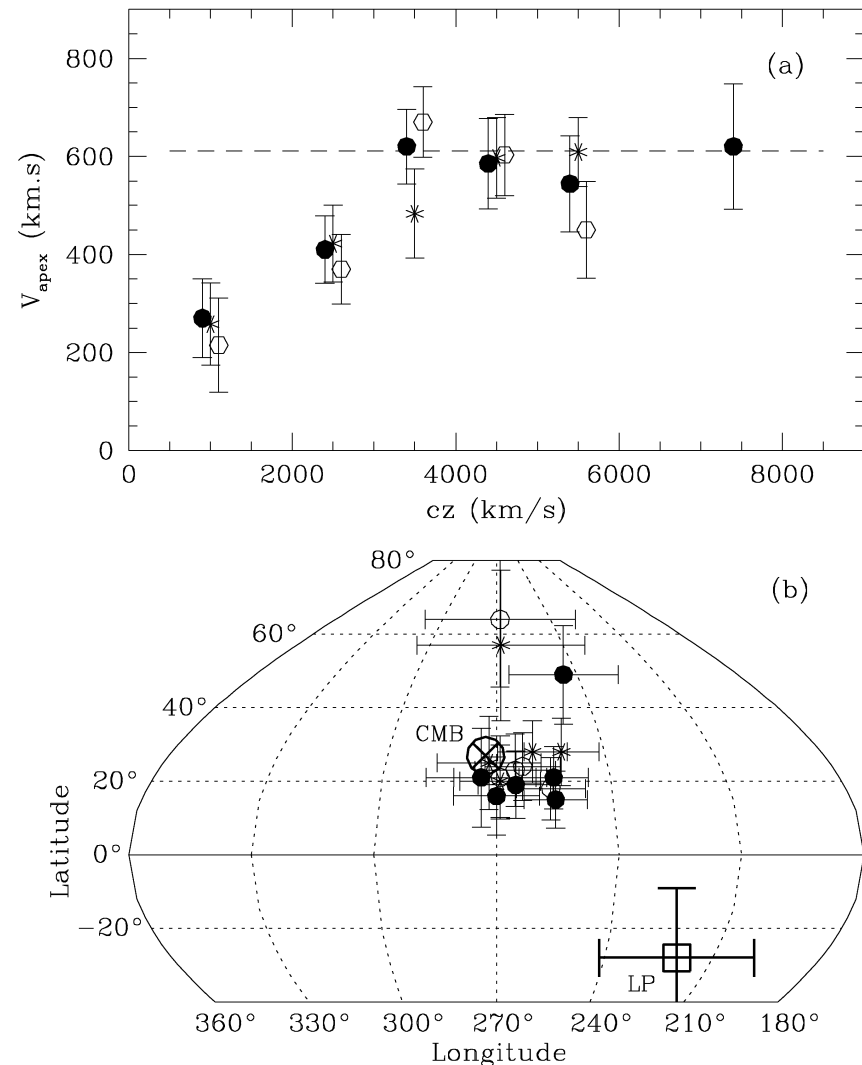 800
(a)
600
V_apex (km.s)
400
200
0
0 2000 4000 6000 8000
cz (km/s)
80°
(b)
60°
40°
CMB
20°
Latitude
0°
−20°
LP
360° 330° 300° 270° 240° 210° 180°
Longitude